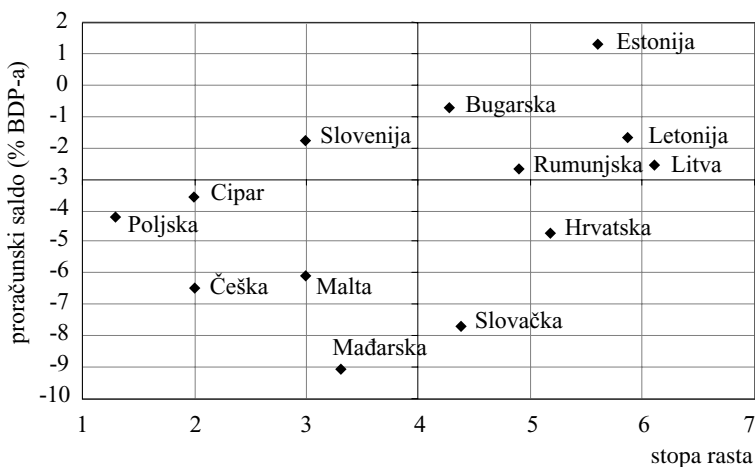 proračunski saldo (% BDP-a)
2
1
0
-1
-2
-3
-4
-5
-6
-7
-8
-9
-10
Estonija
Bugarska
Slovenija
Letonija
Rumunjska
Litva
Cipar
Poljska
Hrvatska
Češka
Malta
Slovačka
Mađarska
1 2 3 4 5 6 7
stopa rasta